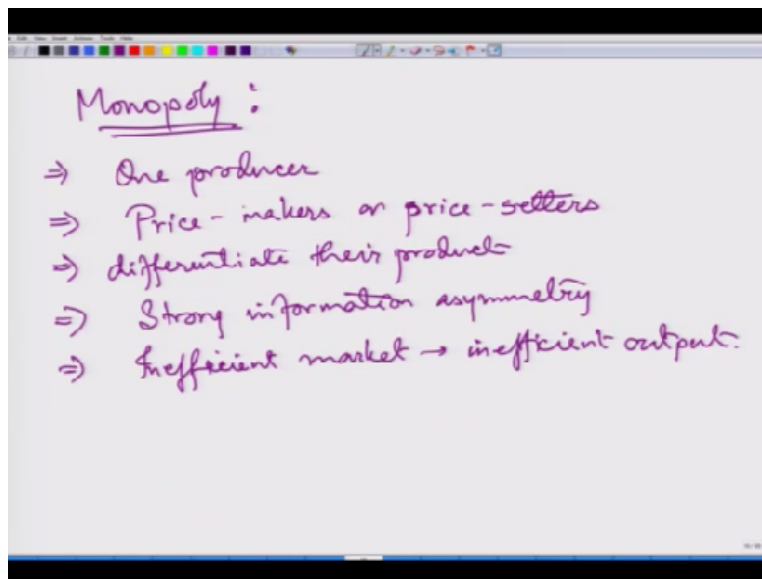 Monopoly :
⇒ One producer
⇒ Price-makers or price-setters
⇒ differentiate their product
⇒ Strong information asymmetry
⇒ Inefficient market → inefficient output.